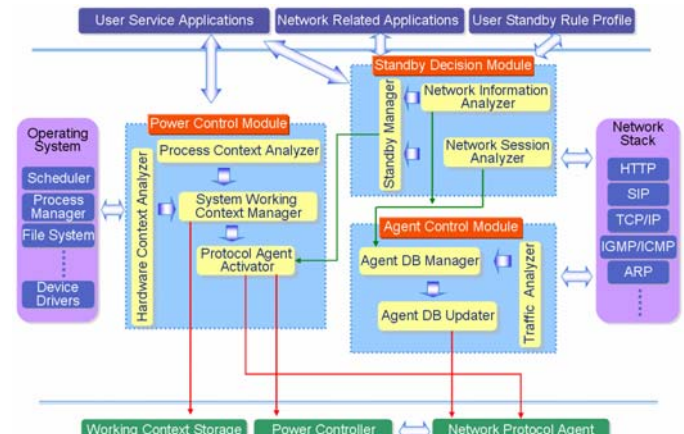 User Service Applications
Network Related Applications
User Standby Rule Profile
Standby Decision Module
Standby Manager
Network Information
Analyzer
Network Session
Analyzer
Power Control Module
Hardware Context Analyzer
Process Context Analyzer
System Working
Context Manager
Protocol Agent
Activator
Operating
System
Scheduler
Process
Manager
File System
Device
Drivers
Agent Control Module
Agent DB Manager
Agent DB Updater
Traffic Analyzer
Network
Stack
HTTP
SIP
TCP/IP
IGMP/ICMP
ARP
Working Context Storage
Power Controller
Network Protocol Agent